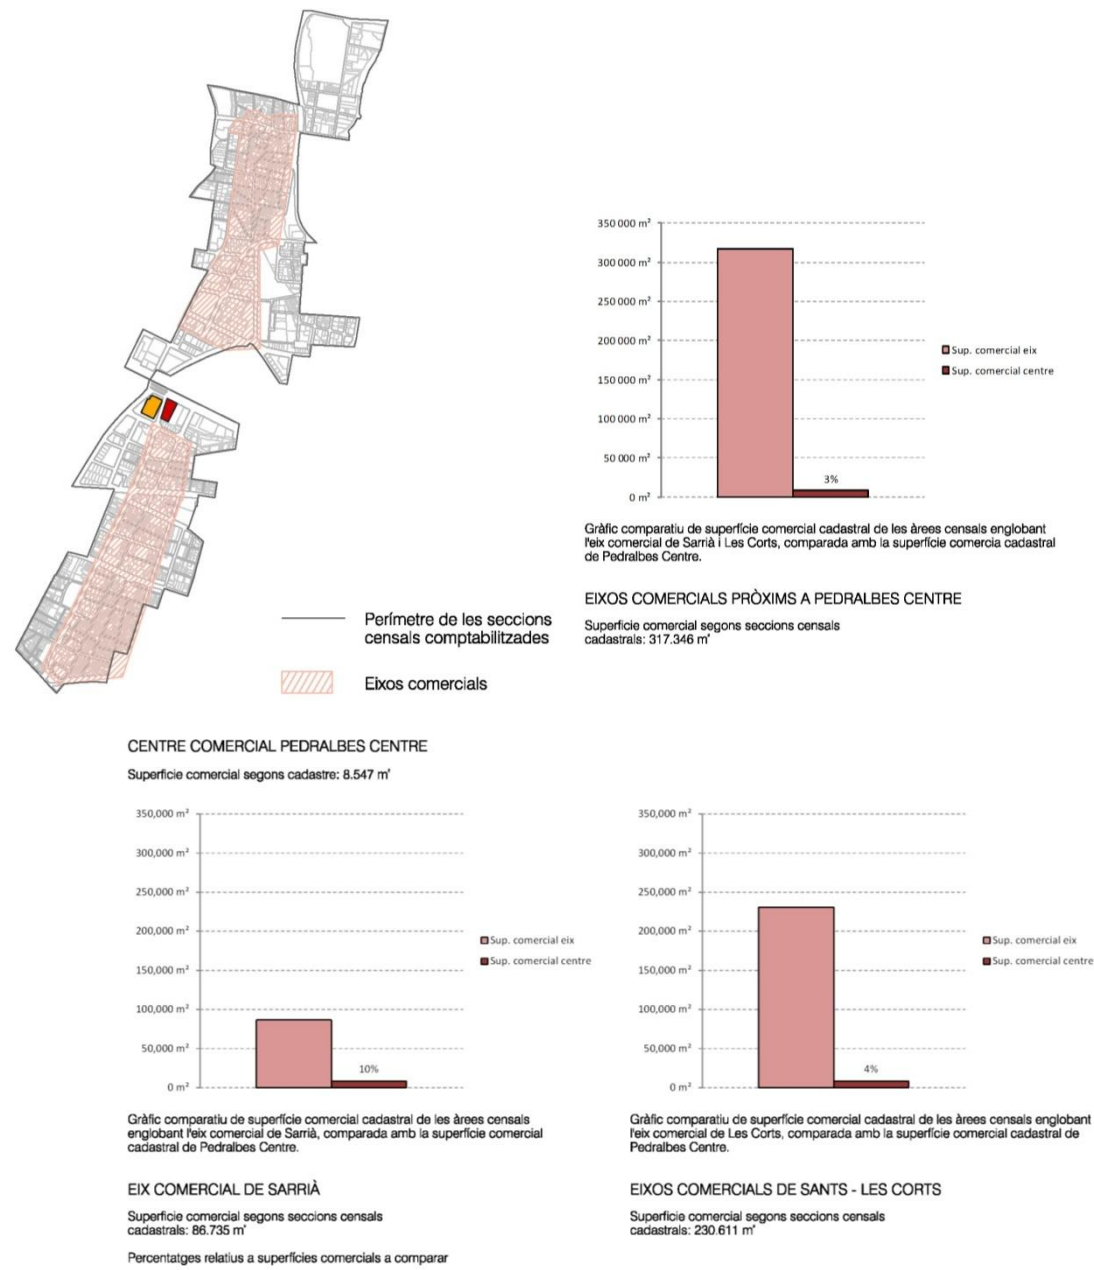 350 000 m²
300 000 m²
250 000 m²
200 000 m²
150 000 m²
100 000 m²
50 000 m²
0 m²
3%
Sup. comercial eix
Sup. comercial centre
Gràfic comparatiu de superfície comercial cadastral de les àrees censals englobant
l'eix comercial de Sarrià i Les Corts, comparada amb la superfície comercia cadastral
de Pedralbes Centre.
EIXOS COMERCIALS PRÒXIMS A PEDRALBES CENTRE
Superficie comercial segons seccions censals
cadastrals: 317.346 m²
Perímetre de les seccions
censals comptabilitzades
Eixos comercials
CENTRE COMERCIAL PEDRALBES CENTRE
Superficie comercial segons cadastre: 8.547 m²
350,000 m²
300,000 m²
250,000 m²
200,000 m²
150,000 m²
100,000 m²
50,000 m²
0 m²
10%
Sup. comercial eix
Sup. comercial centre
Gràfic comparatiu de superfície comercial cadastral de les àrees censals
englobant l'eix comercial de Sarrià, comparada amb la superfície comercial
cadastral de Pedralbes Centre.
EIX COMERCIAL DE SARRIÀ
Superficie comercial segons seccions censals
cadastrals: 86.735 m²
Percentatges relatius a superfícies comercials a comparar
350,000 m²
300,000 m²
250,000 m²
200,000 m²
150,000 m²
100,000 m²
50,000 m²
0 m²
4%
Sup. comercial eix
Sup. comercial centre
Gràfic comparatiu de superfície comercial cadastral de les àrees censals englobant
l'eix comercial de Les Corts, comparada amb la superfície comercial cadastral de
Pedralbes Centre.
EIXOS COMERCIALS DE SANTS - LES CORTS
Superficie comercial segons seccions censals
cadastrals: 230.611 m²